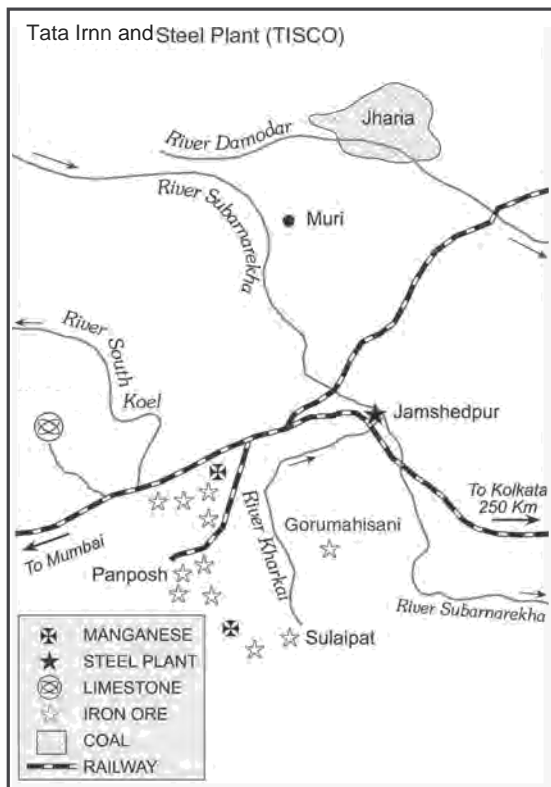 Tata Irnn and Steel Plant (TISCO)
Jharia
River Damodar
River Subarnarekha
Muri
River South
Koel
Jamshedpur
To Kolkata
250 Km
Gorumahisani
River Kharkai
To Mumbai
Panposh
River Subarnarekha
Sulaipat
MANGANESE
STEEL PLANT
LIMESTONE
IRON ORE
COAL
RAILWAY